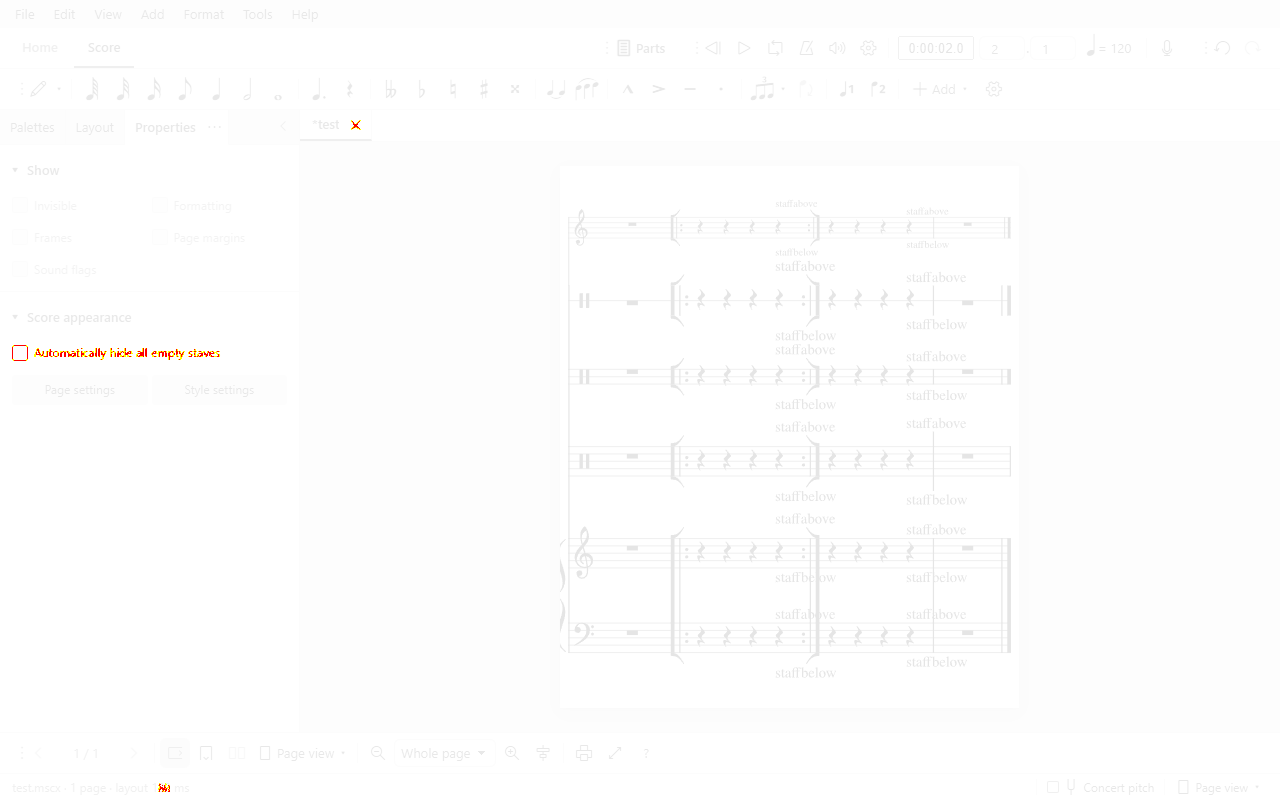 File Edit View Add Format Tools Help
Home Score Parts 0:00:02.0 2 . 1 = 120
Add
Palettes Layout Properties ··· *test
Show
Invisible Formatting
Frames Page margins
Sound flags
Score appearance
Automatically hide all empty staves
Page settings Style settings
staffabove
staffabove
staffbelow
staffbelow
staffabove
staffabove
staffbelow
staffbelow
staffabove
staffabove
staffbelow
staffbelow
staffabove
staffabove
staffbelow
staffbelow
staffabove
staffabove
staffbelow
staffbelow
staffabove
staffabove
staffbelow
staffbelow
1 / 1 Page view Whole page ?
test.mscx · 1 page · layout ms Concert pitch Page view